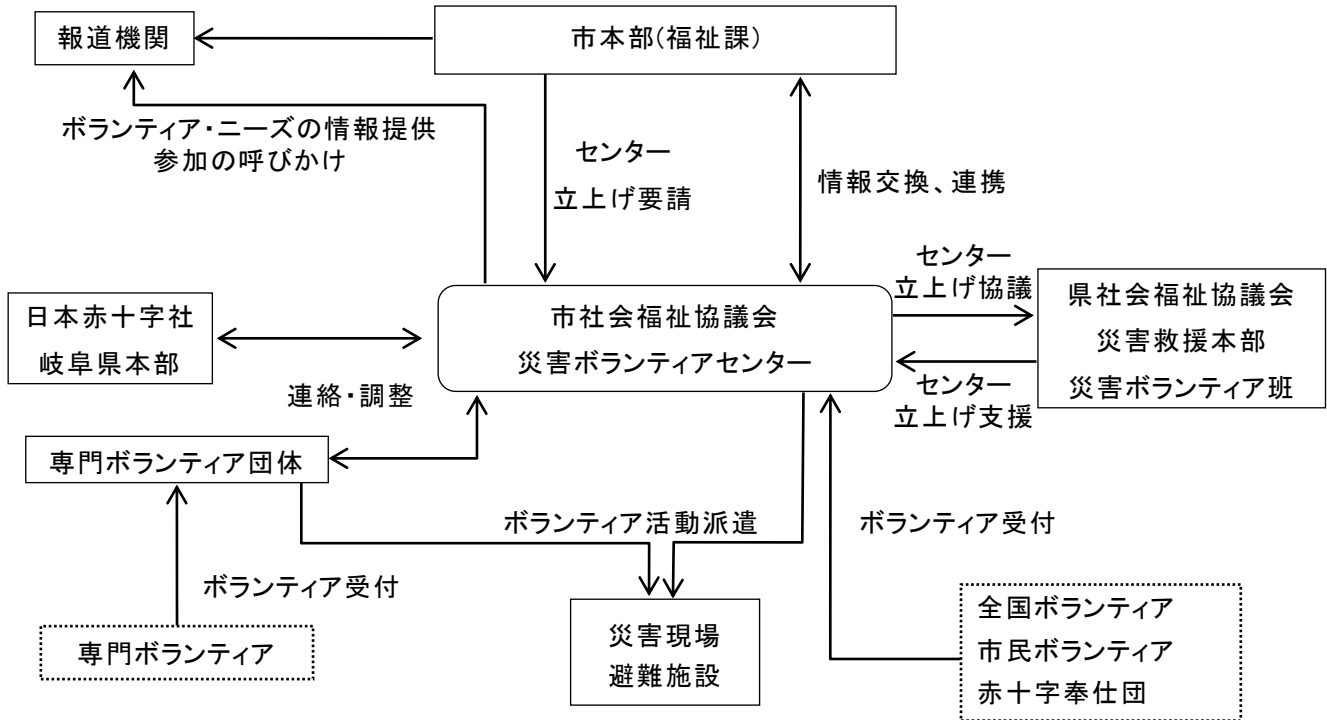 報道機関
市本部(福祉課)
ボランティア・ニーズの情報提供
参加の呼びかけ
センター
立上げ要請
情報交換、連携
センター
立上げ協議
日本赤十字社
岐阜県本部
市社会福祉協議会
災害ボランティアセンター
県社会福祉協議会
災害救援本部
災害ボランティア班
連絡・調整
センター
立上げ支援
専門ボランティア団体
ボランティア活動派遣
ボランティア受付
ボランティア受付
専門ボランティア
災害現場
避難施設
全国ボランティア
市民ボランティア
赤十字奉仕団